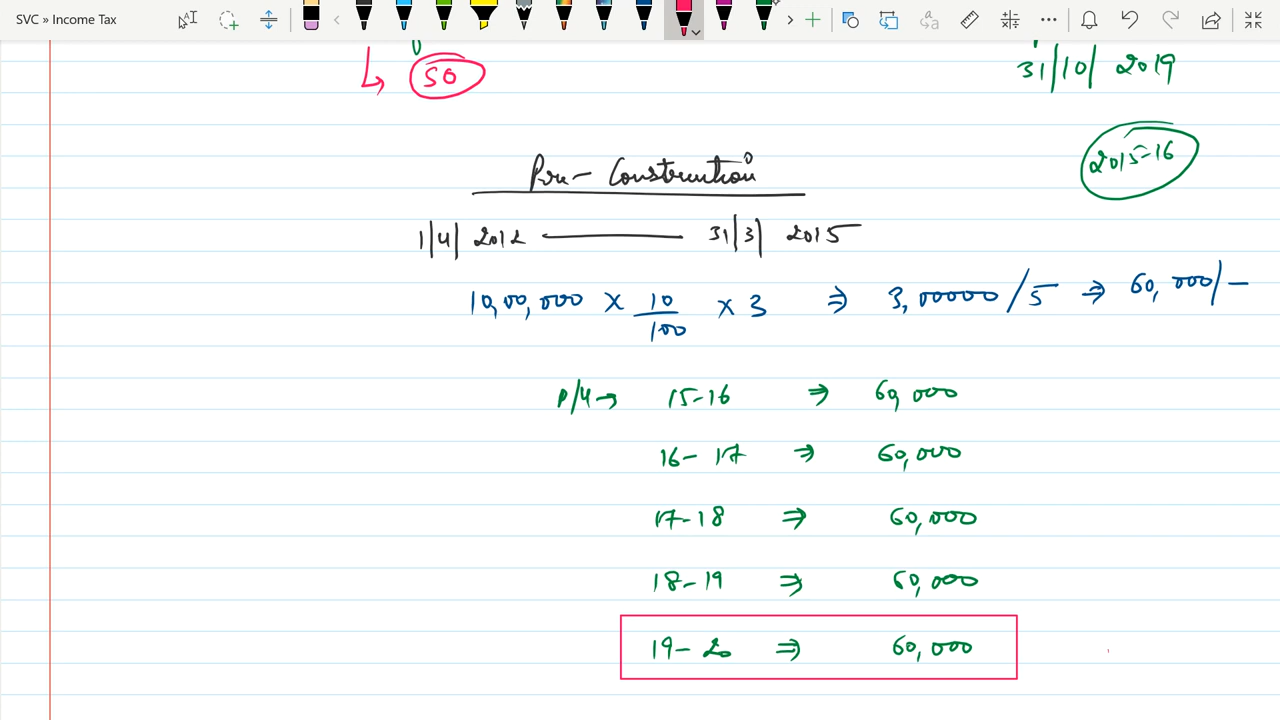 SVC » Income Tax
50
31/10/2019
2015-16
Pre-Construction
1/4/2012 — 31/3/2015
10,00,000 × 10/100 × 3 ⇒ 3,00000/5 ⇒ 60,000/-
P/Y → 15-16 ⇒ 60,000
16-17 ⇒ 60,000
17-18 ⇒ 60,000
18-19 ⇒ 60,000
19-20 ⇒ 60,000